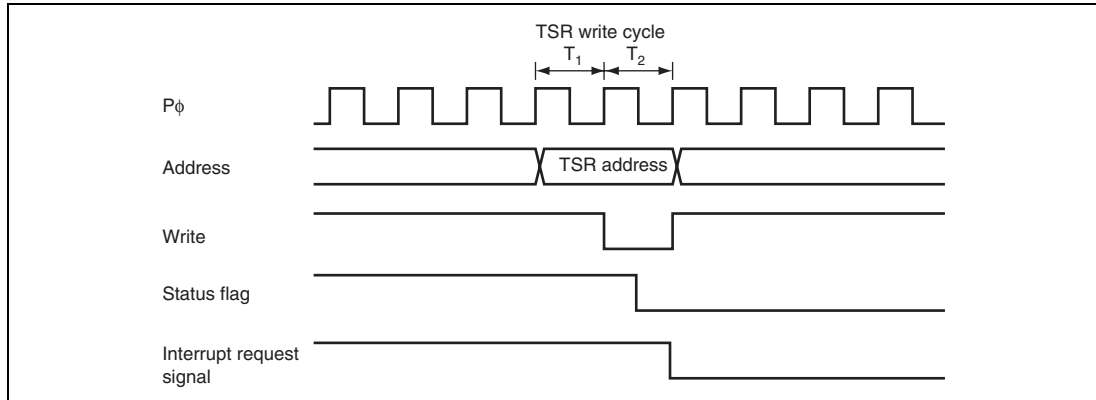 TSR write cycle
T₁ T₂
Pϕ
Address
TSR address
Write
Status flag
Interrupt request
signal